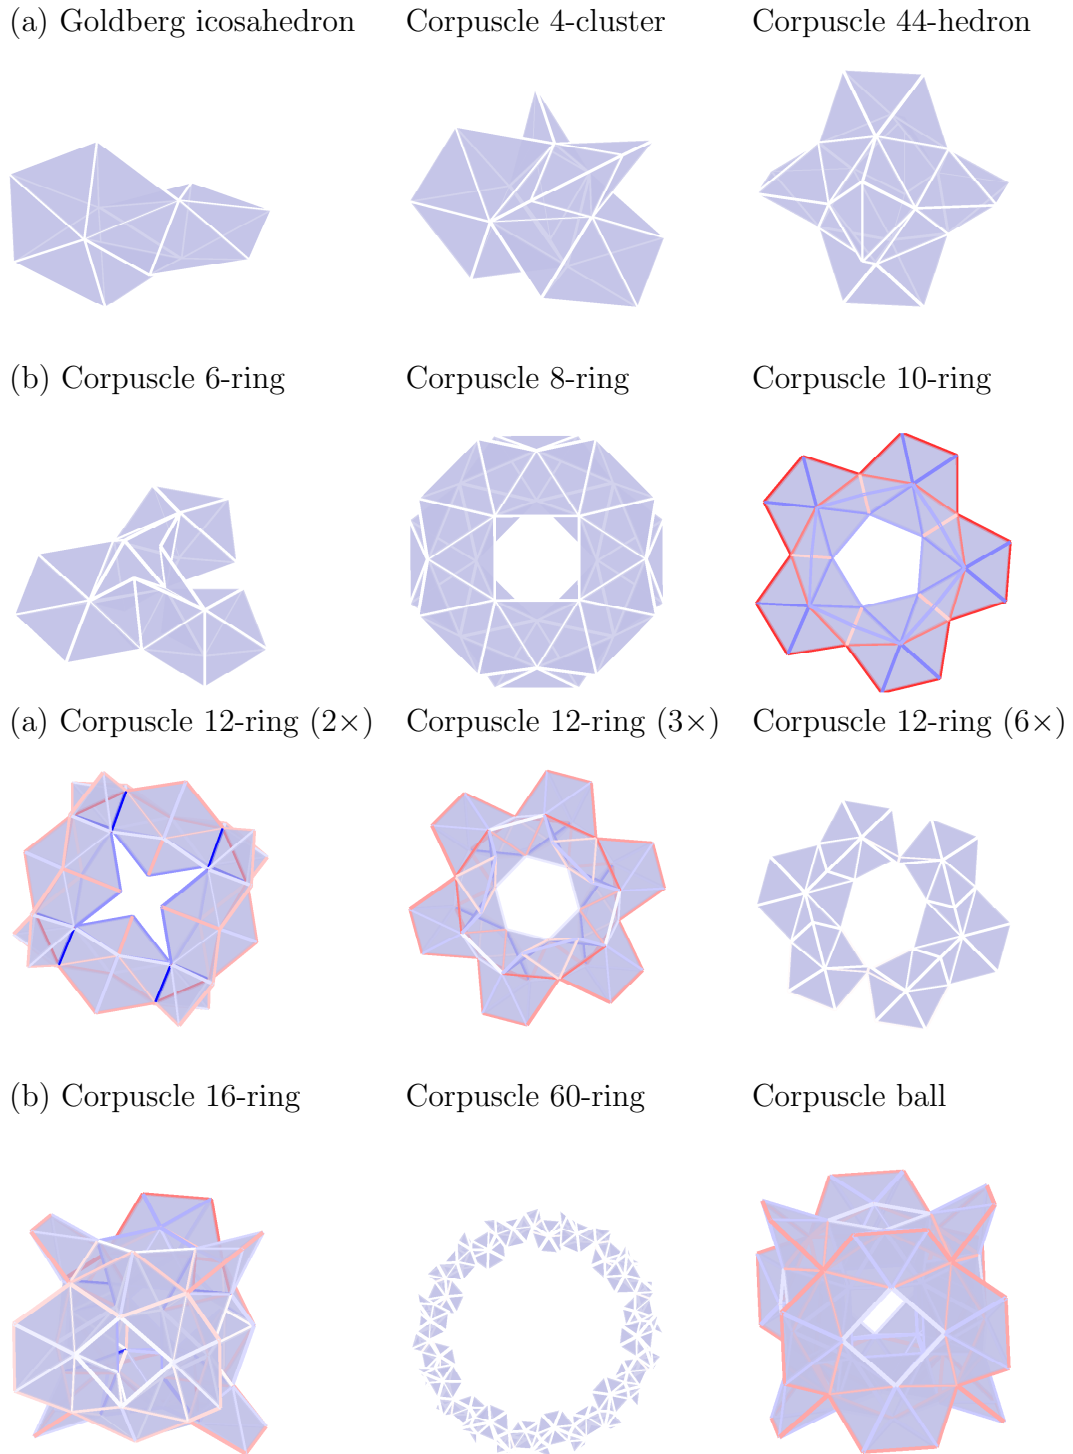 (a) Goldberg icosahedron Corpuscle 4-cluster Corpuscle 44-hedron
(b) Corpuscle 6-ring Corpuscle 8-ring Corpuscle 10-ring
(a) Corpuscle 12-ring (2×) Corpuscle 12-ring (3×) Corpuscle 12-ring (6×)
(b) Corpuscle 16-ring Corpuscle 60-ring Corpuscle ball